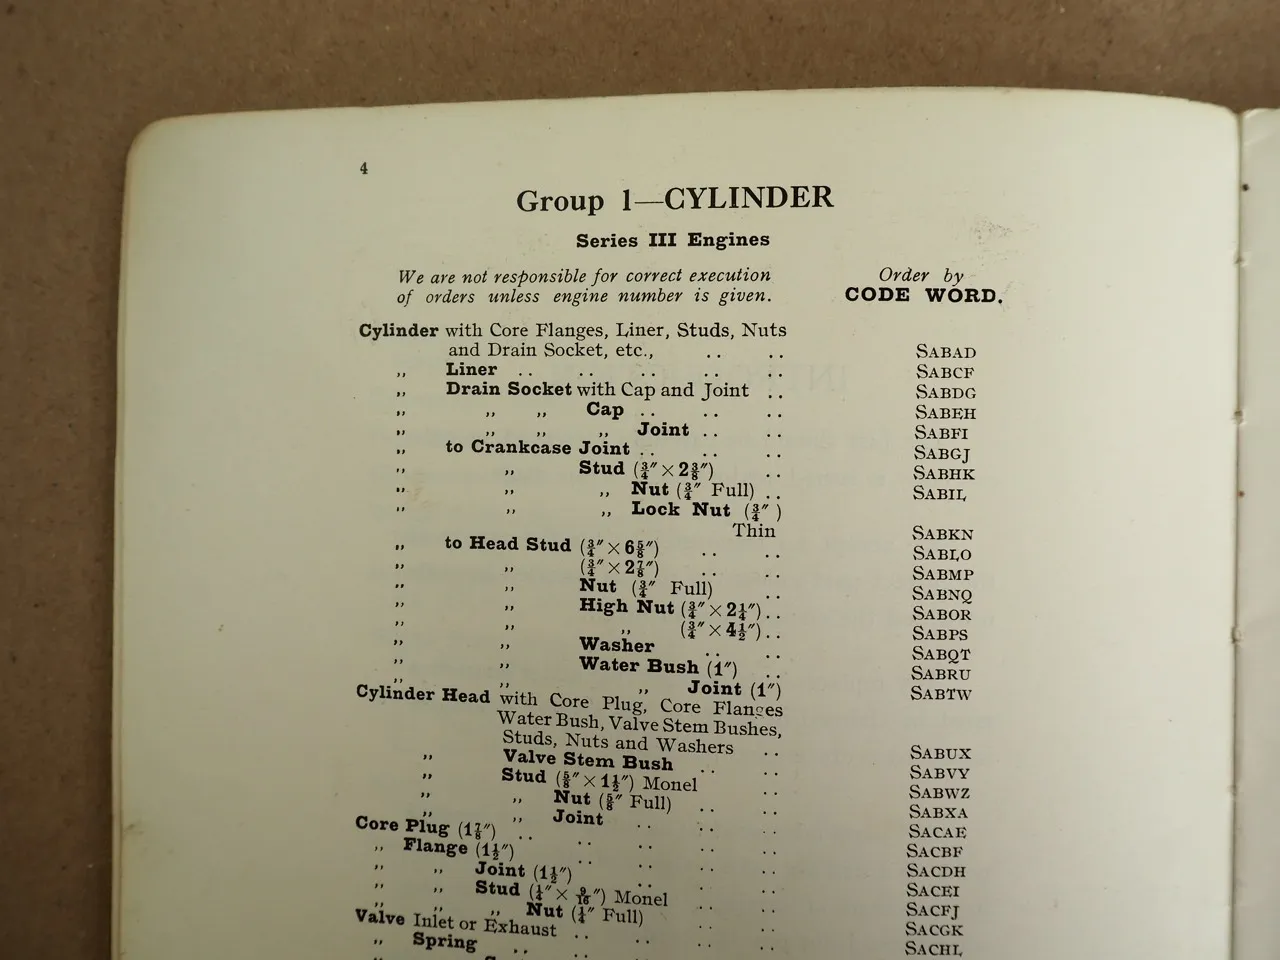 4
Group 1—CYLINDER
Series III Engines
We are not responsible for correct execution
of orders unless engine number is given.
Order by
CODE WORD.
Cylinder with Core Flanges, Liner, Studs, Nuts
and Drain Socket, etc., .. .. SABAD
„ Liner .. .. .. .. .. SABCF
„ Drain Socket with Cap and Joint .. SABDG
„ „ „ Cap .. .. .. SABEH
„ „ „ „ Joint .. .. SABFI
„ to Crankcase Joint .. .. .. SABGJ
„ „ Stud (¾″ × 2⅜″) .. SABHK
„ „ „ Nut (¾″ Full) .. SABIL
„ „ „ Lock Nut (¾″ )
Thin SABKN
„ to Head Stud (¾″ × 6⅝″) .. .. SABLO
„ „ (¾″ × 2⅞″) .. .. SABMP
„ „ Nut (¾″ Full) .. SABNQ
„ „ High Nut (¾″ × 2¼″) .. SABOR
„ „ „ (¾″ × 4½″) .. SABPS
„ „ Washer .. .. SABQT
„ „ Water Bush (1″) .. SABRU
„ „ „ Joint (1″) SABTW
Cylinder Head with Core Plug, Core Flanges
Water Bush, Valve Stem Bushes,
Studs, Nuts and Washers .. SABUX
„ Valve Stem Bush .. .. SABVY
„ Stud (⅝″ × 1½″) Monel .. SABWZ
„ „ Nut (⅝″ Full) .. .. SABXA
„ „ Joint .. .. .. SACAE
Core Plug (1⅞″) .. .. .. .. .. SACBF
„ Flange (1½″) .. .. .. .. SACDH
„ „ Joint (1½″) .. .. .. SACEI
„ „ Stud (¼″ × 9/16″) Monel .. .. SACFJ
„ „ „ Nut (¼″ Full) .. .. SACGK
Valve Inlet or Exhaust .. .. .. .. SACHL
„ Spring ..